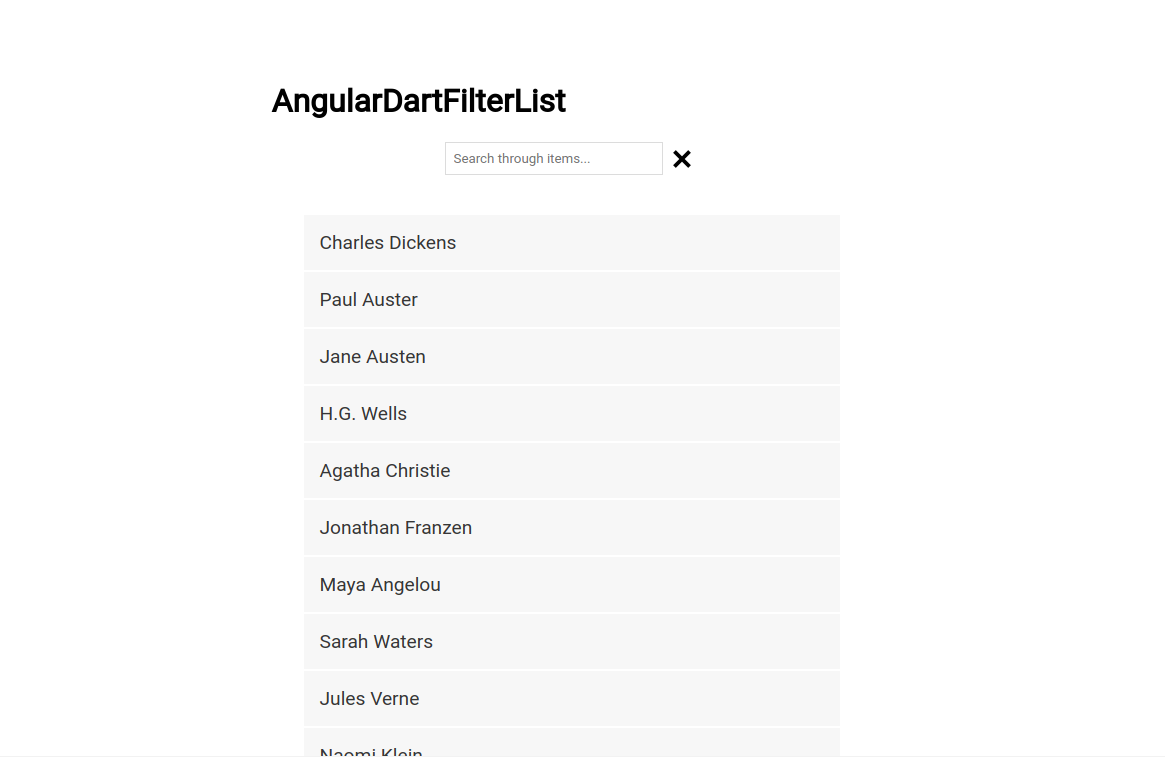 AngularDartFilterList
Search through items...
Charles Dickens
Paul Auster
Jane Austen
H.G. Wells
Agatha Christie
Jonathan Franzen
Maya Angelou
Sarah Waters
Jules Verne
Naomi Klein